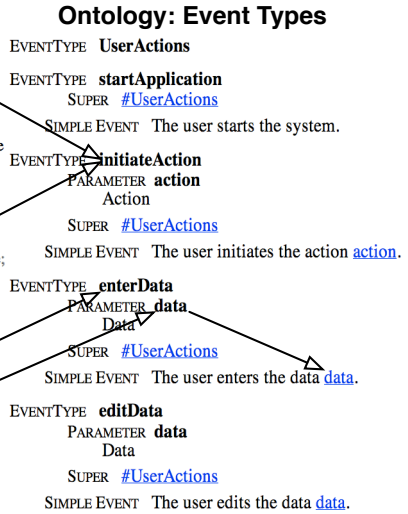 Ontology: Event Types
EVENTTYPE UserActions
EVENTTYPE startApplication
SUPER #UserActions
SIMPLE EVENT The user starts the system.
e
EVENTTYPE initiateAction
PARAMETER action
Action
SUPER #UserActions
SIMPLE EVENT The user initiates the action action.
;
EVENTTYPE enterData
PARAMETER data
Data
SUPER #UserActions
SIMPLE EVENT The user enters the data data.
EVENTTYPE editData
PARAMETER data
Data
SUPER #UserActions
SIMPLE EVENT The user edits the data data.